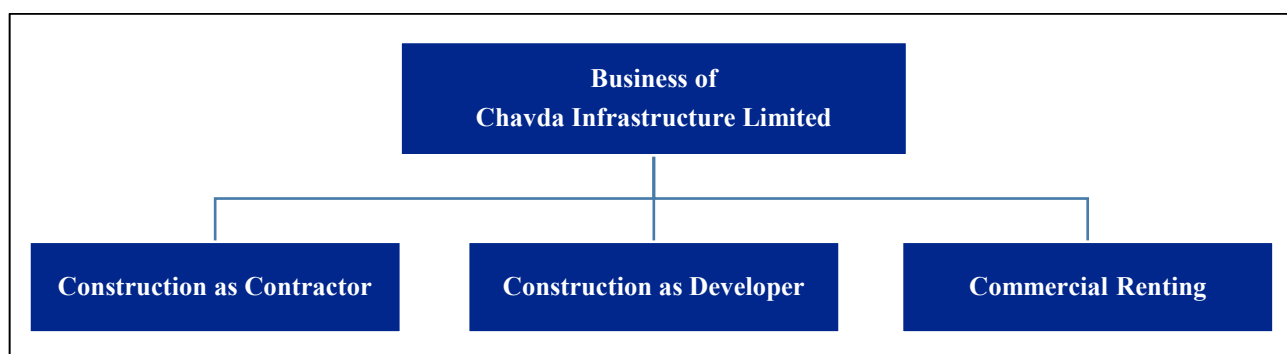 Business of
Chavda Infrastructure Limited
Construction as Contractor
Construction as Developer
Commercial Renting